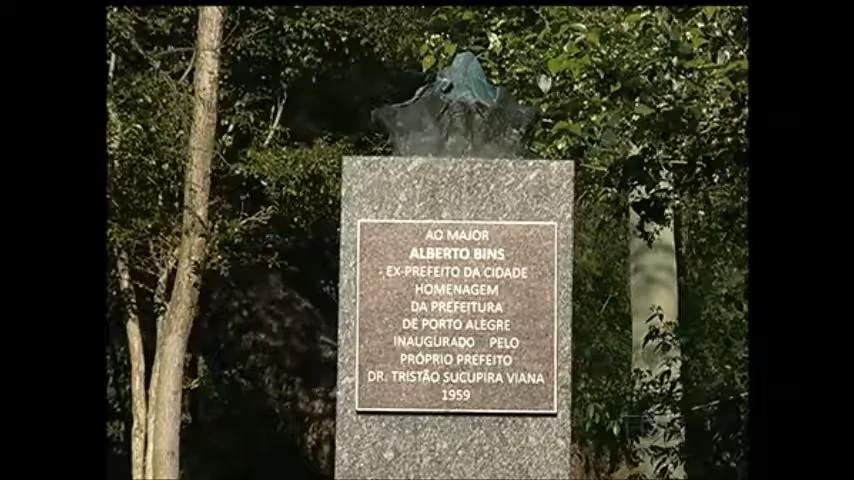 AO MAJOR
ALBERTO BINS
- EX-PREFEITO DA CIDADE -
HOMENAGEM
DA PREFEITURA
DE PORTO ALEGRE
INAUGURADO PELO
PRÓPRIO PREFEITO
DR. TRISTÃO SUCUPIRA VIANA
1959